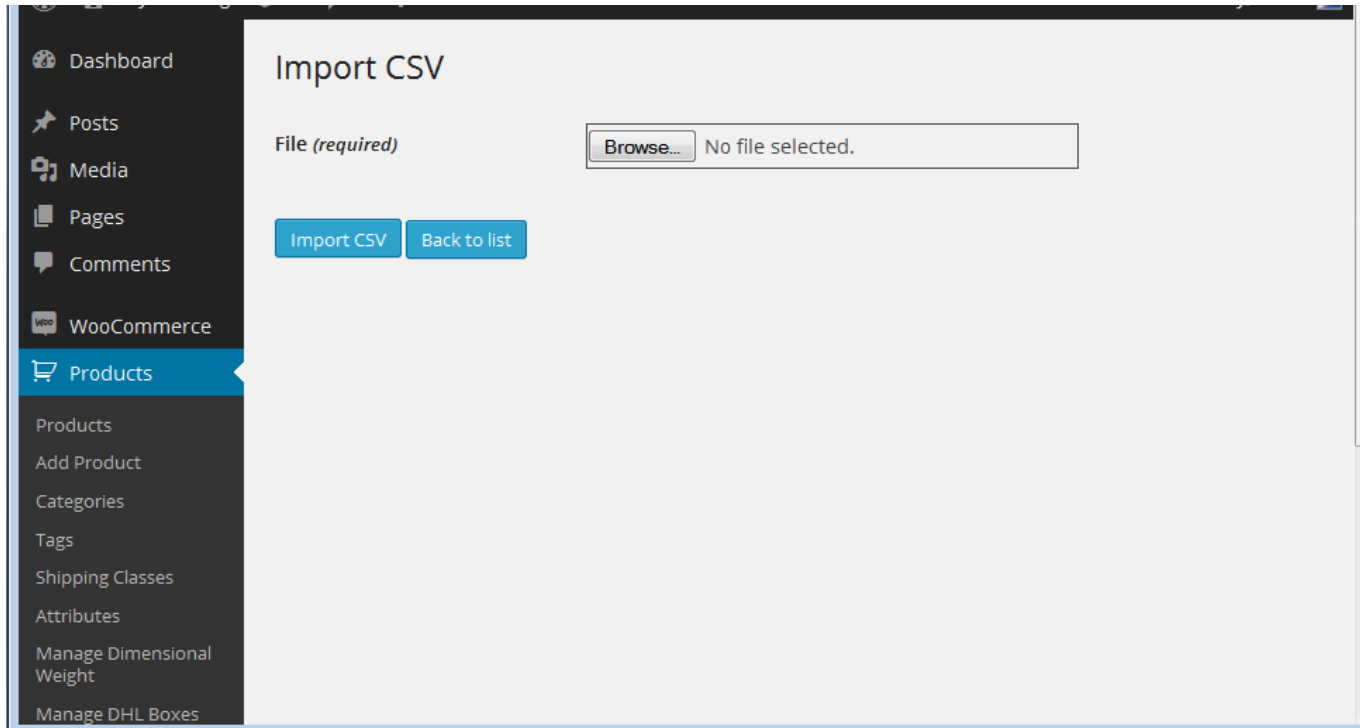 Dashboard
Import CSV
Posts
File (required)
Browse... No file selected.
Media
Pages
Import CSV Back to list
Comments
Woo WooCommerce
Products
Products
Add Product
Categories
Tags
Shipping Classes
Attributes
Manage Dimensional
Weight
Manage DHL Boxes